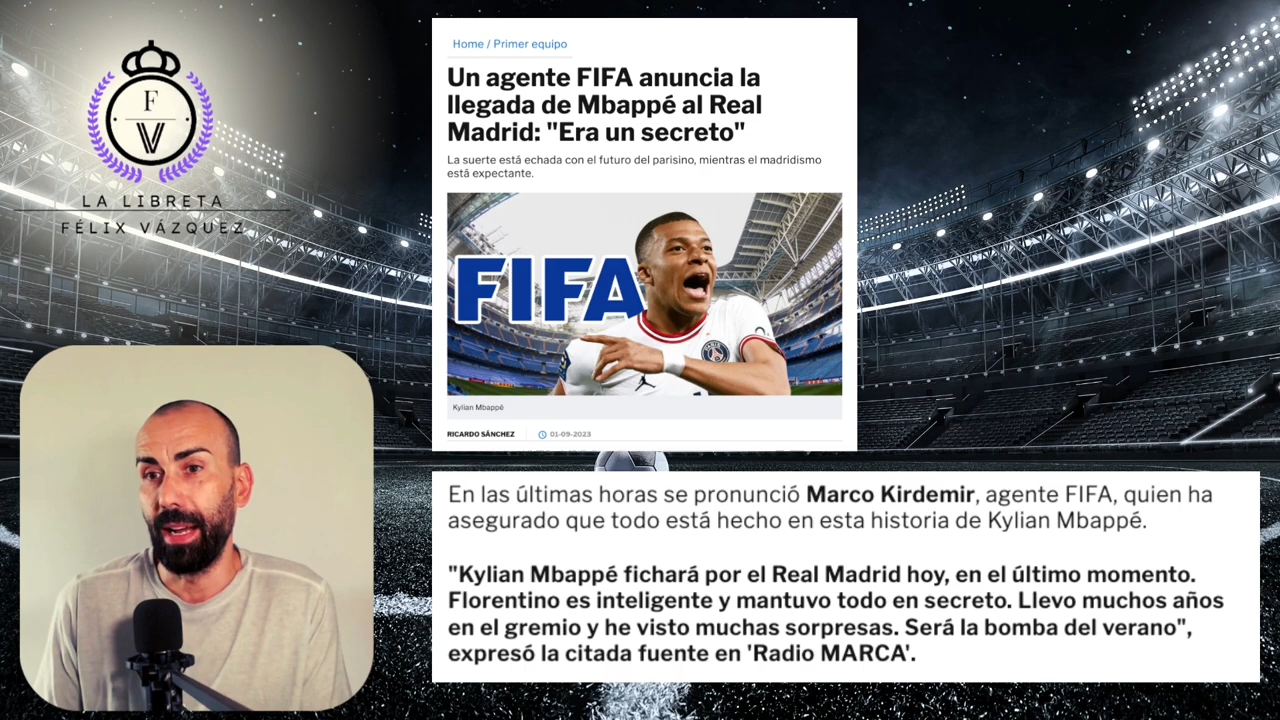 F
V
LA LIBRETA
FÉLIX VÁZQUEZ
Home / Primer equipo
Un agente FIFA anuncia la
llegada de Mbappé al Real
Madrid: "Era un secreto"
La suerte está echada con el futuro del parisino, mientras el madridismo
está expectante.
FIFA
Kylian Mbappé
RICARDO SÁNCHEZ 01-09-2023
En las últimas horas se pronunció Marco Kirdemir, agente FIFA, quien ha
asegurado que todo está hecho en esta historia de Kylian Mbappé.
"Kylian Mbappé fichará por el Real Madrid hoy, en el último momento.
Florentino es inteligente y mantuvo todo en secreto. Llevo muchos años
en el gremio y he visto muchas sorpresas. Será la bomba del verano",
expresó la citada fuente en 'Radio MARCA'.